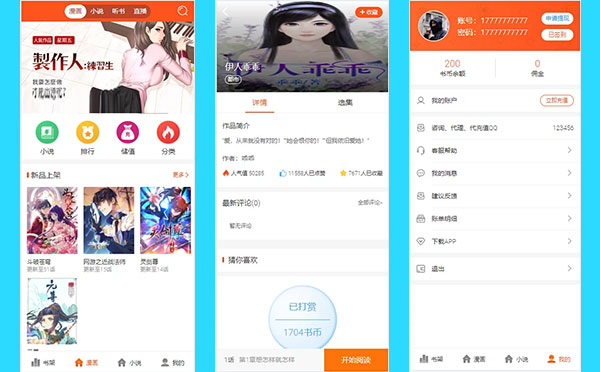 漫画 小说 听书 直播
人气作品 星期五
製作人:練習生
我要怎麼做
才能出道呢?
小说 排行 储值 分类
新品上架 更多>
斗破苍穹 网游之近战法师 灵剑尊
更新至51话 更新至15话 更新至14话
元尊
书架 漫画 小说 我的
+收藏
伊人乖乖
都市
详情 选集
作品简介
“爱，从来就没有对的！”她会恨你的！”但我依旧爱她！”
作者：乖乖
人气值 50285 11558人已点赞 7671人已收藏
最新评论(0) 全部评论>
暂无评论
猜你喜欢
已打赏
1704书币
1话 第1章想怎样就怎样 开始阅读
账号：17777777777
密码：17777777777
申请提现
已签到
200 0
书币余额 佣金
我的账户 立即充值
咨询、代理、代充值QQ 123456
客服帮助
我的消息
建议反馈
账单明细
下载APP
退出
书架 漫画 小说 我的